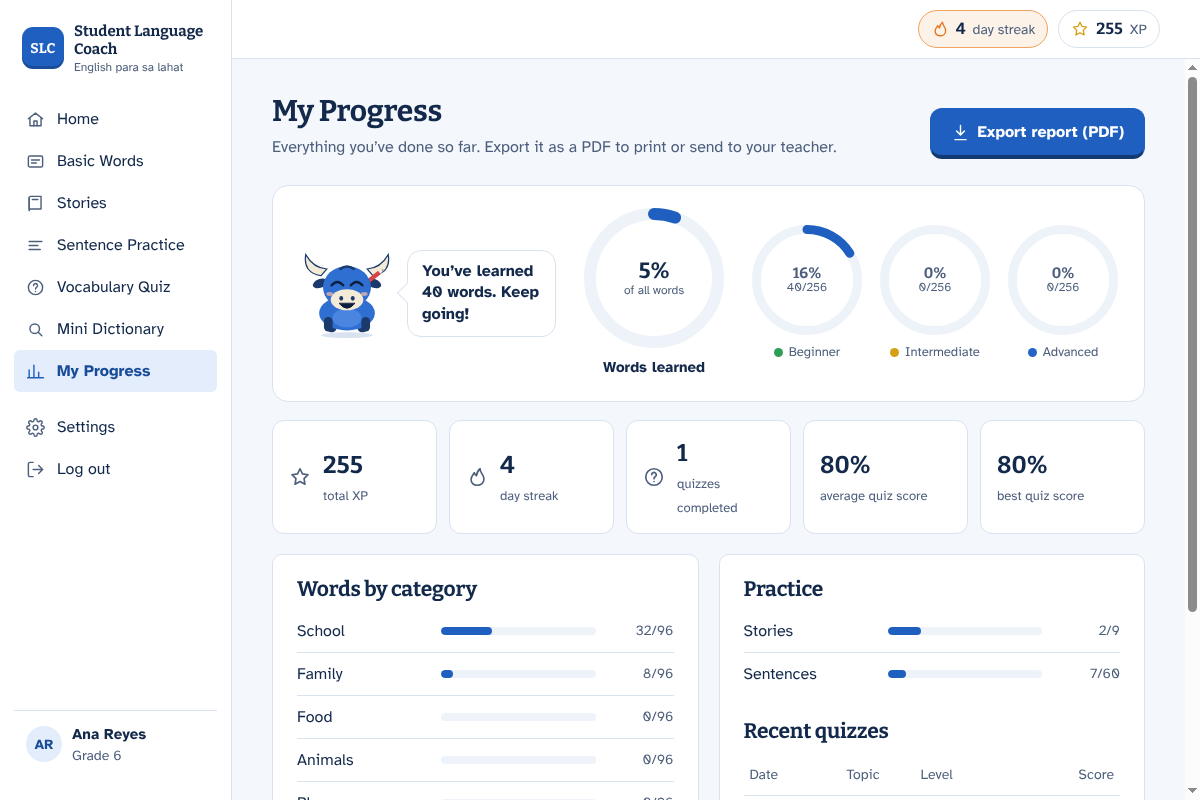 SLC
Student Language
Coach
English para sa lahat
Home
Basic Words
Stories
Sentence Practice
Vocabulary Quiz
Mini Dictionary
My Progress
Settings
Log out
AR
Ana Reyes
Grade 6
4 day streak
255 XP
My Progress
Everything you’ve done so far. Export it as a PDF to print or send to your teacher.
Export report (PDF)
You’ve learned
40 words. Keep
going!
5%
of all words
Words learned
16%
40/256
Beginner
0%
0/256
Intermediate
0%
0/256
Advanced
255
total XP
4
day streak
1
quizzes
completed
80%
average quiz score
80%
best quiz score
Words by category
School 32/96
Family 8/96
Food 0/96
Animals 0/96
Practice
Stories 2/9
Sentences 7/60
Recent quizzes
Date Topic Level Score